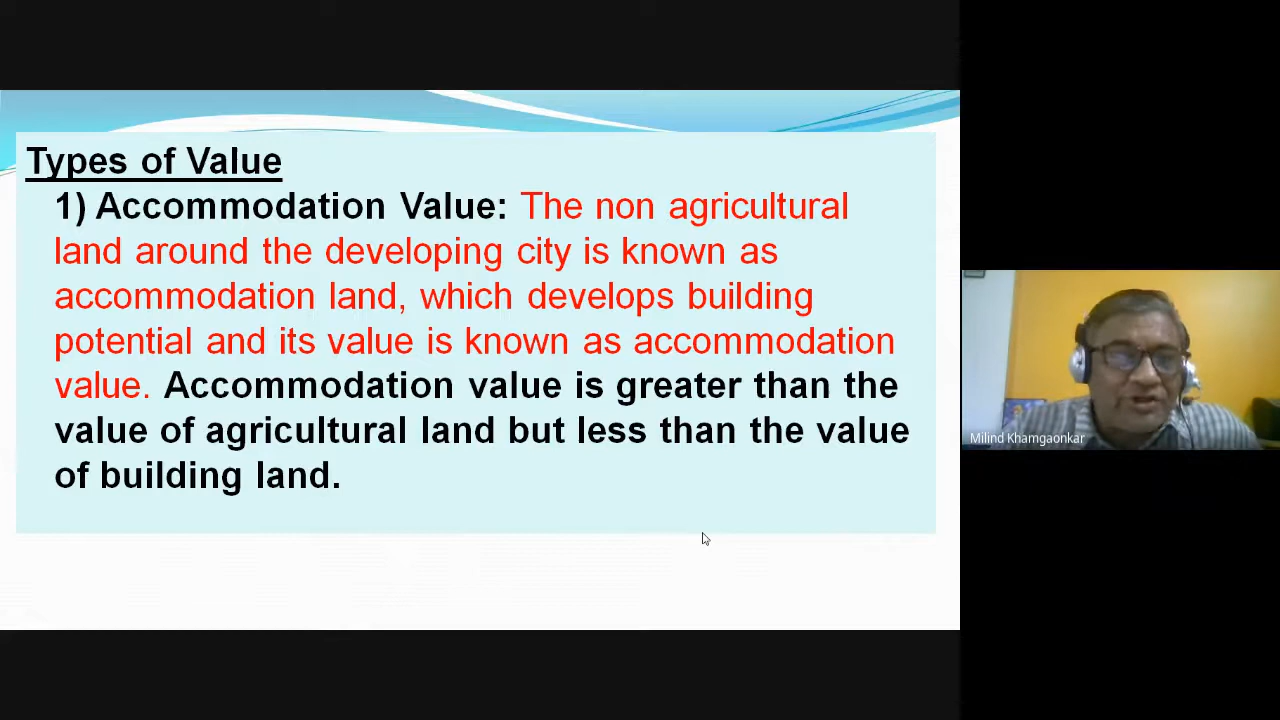 Types of Value
1) Accommodation Value: The non agricultural
land around the developing city is known as
accommodation land, which develops building
potential and its value is known as accommodation
value. Accommodation value is greater than the
value of agricultural land but less than the value
of building land.
Milind Khamgaonkar